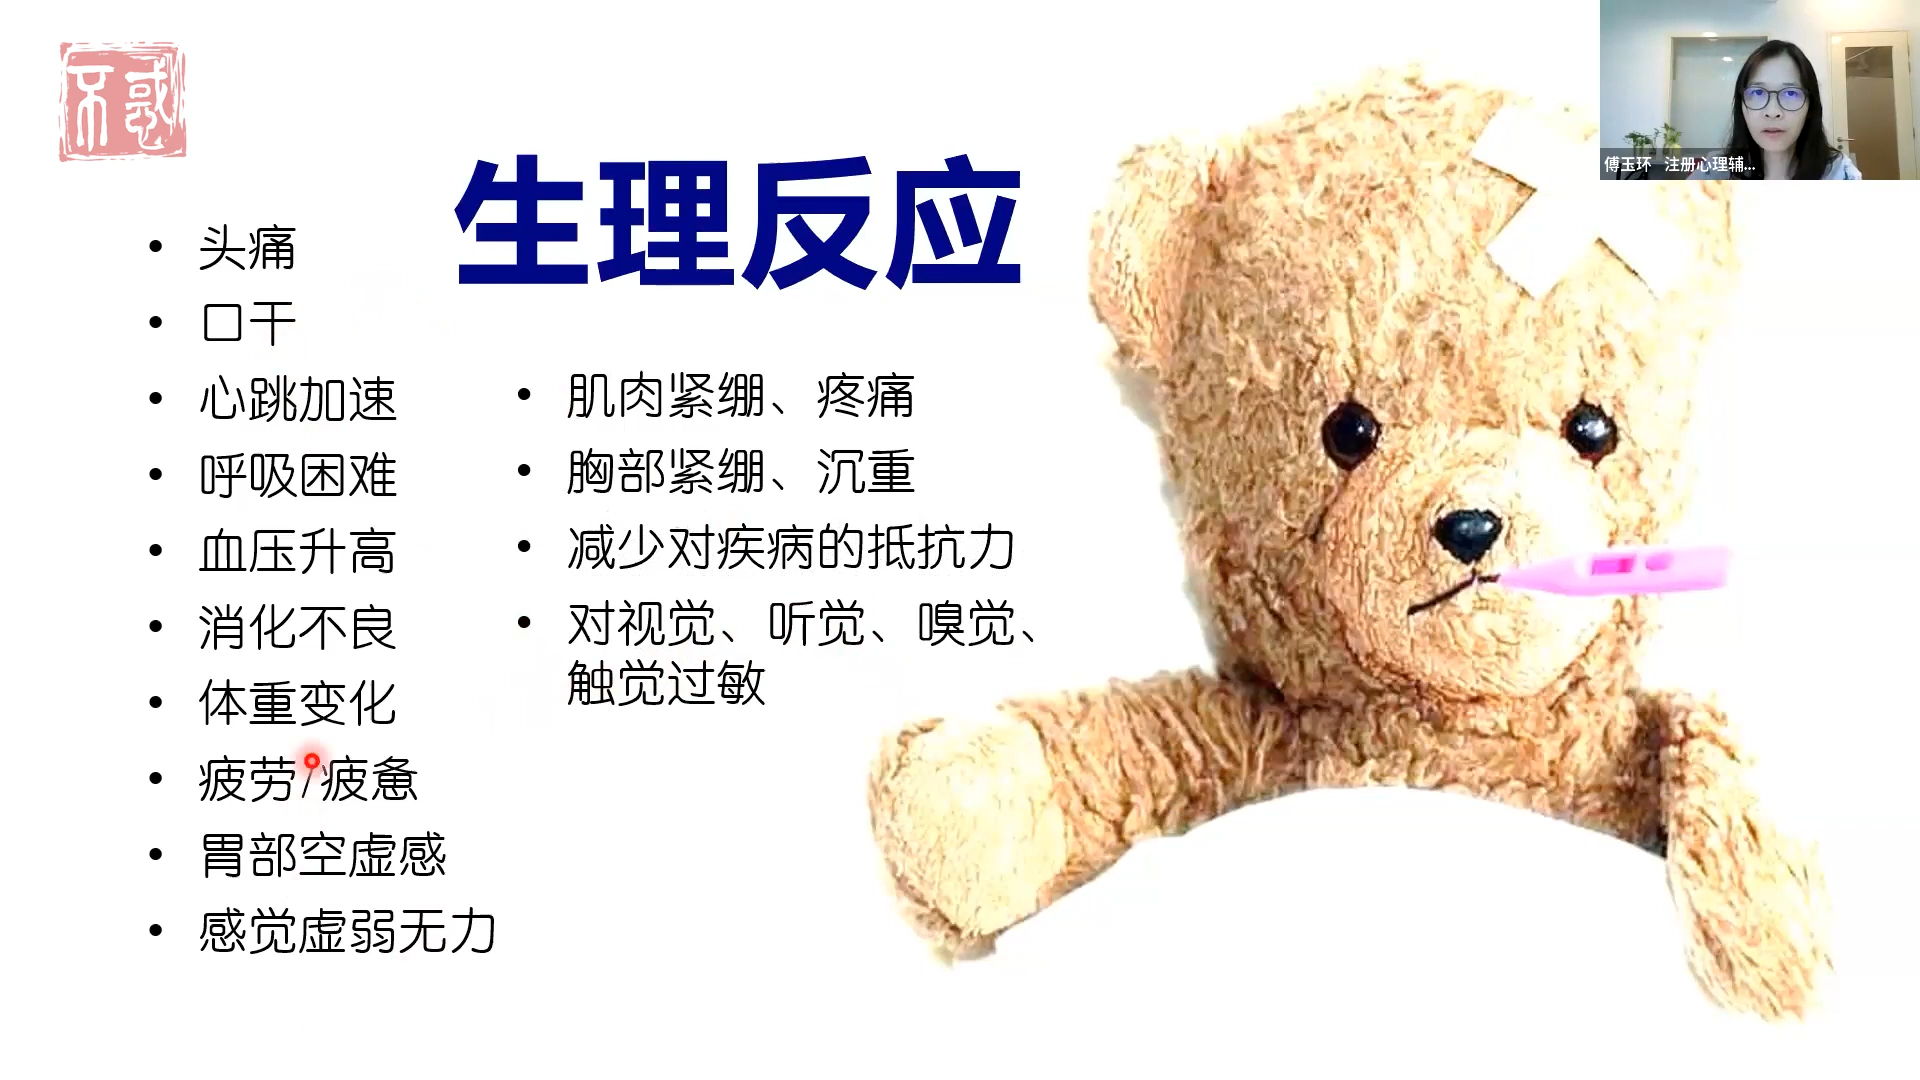 不惑
生理反应
• 头痛
• 口干
• 心跳加速
• 呼吸困难
• 血压升高
• 消化不良
• 体重变化
• 疲劳/疲惫
• 胃部空虚感
• 感觉虚弱无力
• 肌肉紧绷、疼痛
• 胸部紧绷、沉重
• 减少对疾病的抵抗力
• 对视觉、听觉、嗅觉、
触觉过敏
傅玉环 注册心理辅...